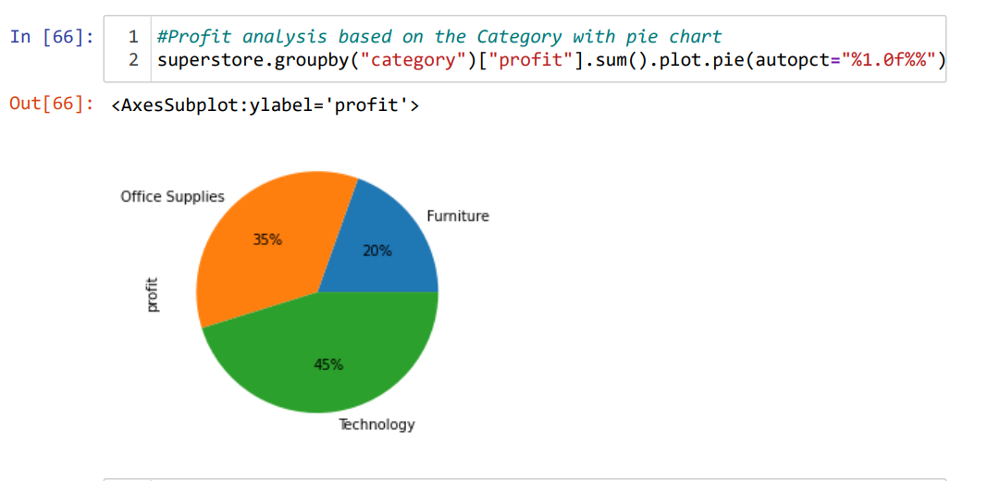 In [66]:
1 #Profit analysis based on the Category with pie chart
2 superstore.groupby("category")["profit"].sum().plot.pie(autopct="%1.0f%%")
Out[66]: <AxesSubplot:ylabel='profit'>
Office Supplies
Furniture
35%
20%
profit
45%
Technology